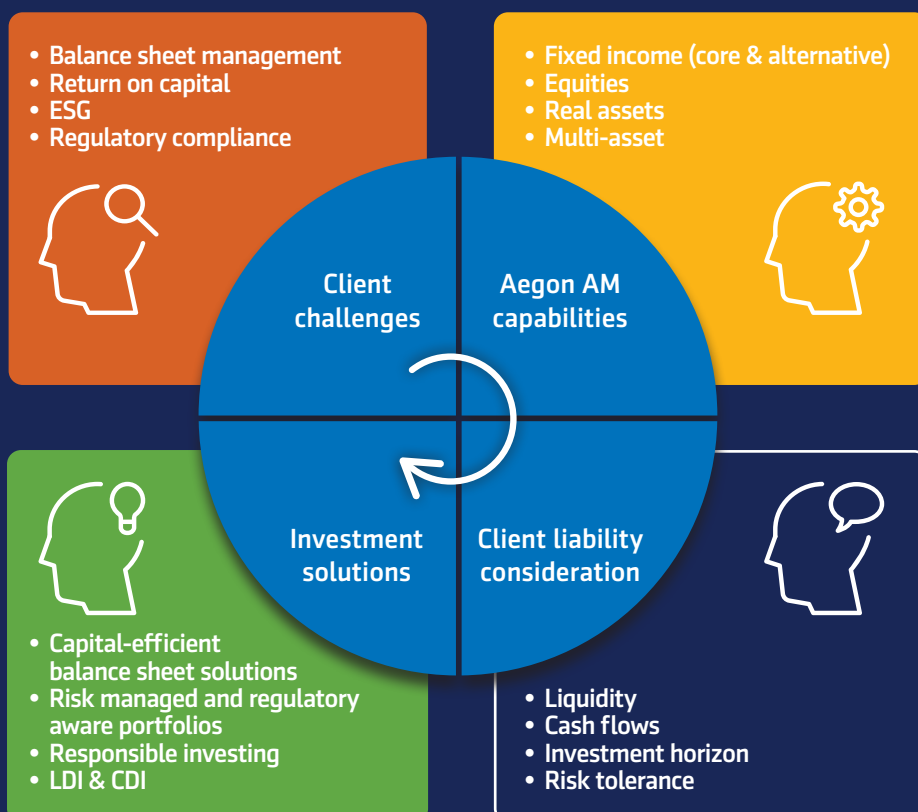 • Balance sheet management
• Return on capital
• ESG
• Regulatory compliance
• Fixed income (core & alternative)
• Equities
• Real assets
• Multi-asset
Client
challenges
Aegon AM
capabilities
Investment
solutions
Client liability
consideration
• Capital-efficient
balance sheet solutions
• Risk managed and regulatory
aware portfolios
• Responsible investing
• LDI & CDI
• Liquidity
• Cash flows
• Investment horizon
• Risk tolerance